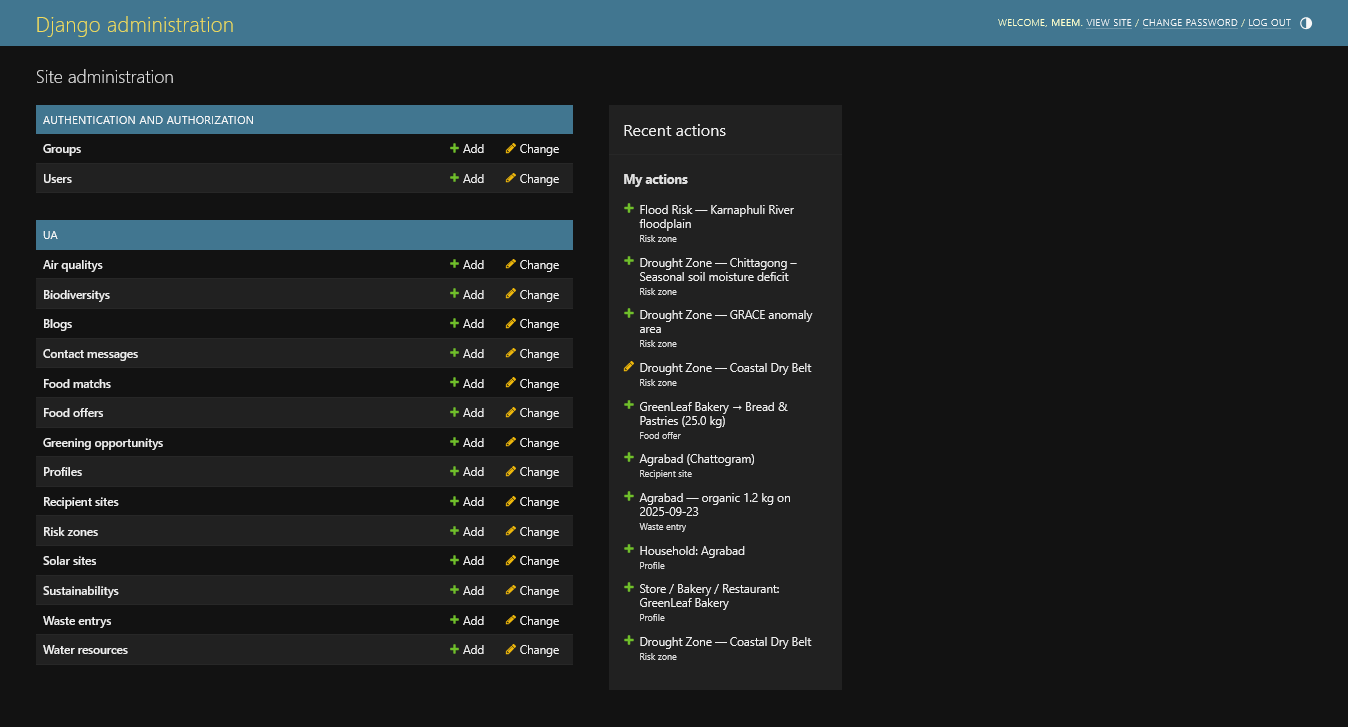 Django administration
WELCOME, MEEM. VIEW SITE / CHANGE PASSWORD / LOG OUT
Site administration
AUTHENTICATION AND AUTHORIZATION
Groups Add Change
Users Add Change
UA
Air qualitys Add Change
Biodiversitys Add Change
Blogs Add Change
Contact messages Add Change
Food matchs Add Change
Food offers Add Change
Greening opportunitys Add Change
Profiles Add Change
Recipient sites Add Change
Risk zones Add Change
Solar sites Add Change
Sustainabilitys Add Change
Waste entrys Add Change
Water resources Add Change
Recent actions
My actions
Flood Risk — Karnaphuli River
floodplain
Risk zone
Drought Zone — Chittagong –
Seasonal soil moisture deficit
Risk zone
Drought Zone — GRACE anomaly
area
Risk zone
Drought Zone — Coastal Dry Belt
Risk zone
GreenLeaf Bakery → Bread &
Pastries (25.0 kg)
Food offer
Agrabad (Chattogram)
Recipient site
Agrabad — organic 1.2 kg on
2025-09-23
Waste entry
Household: Agrabad
Profile
Store / Bakery / Restaurant:
GreenLeaf Bakery
Profile
Drought Zone — Coastal Dry Belt
Risk zone